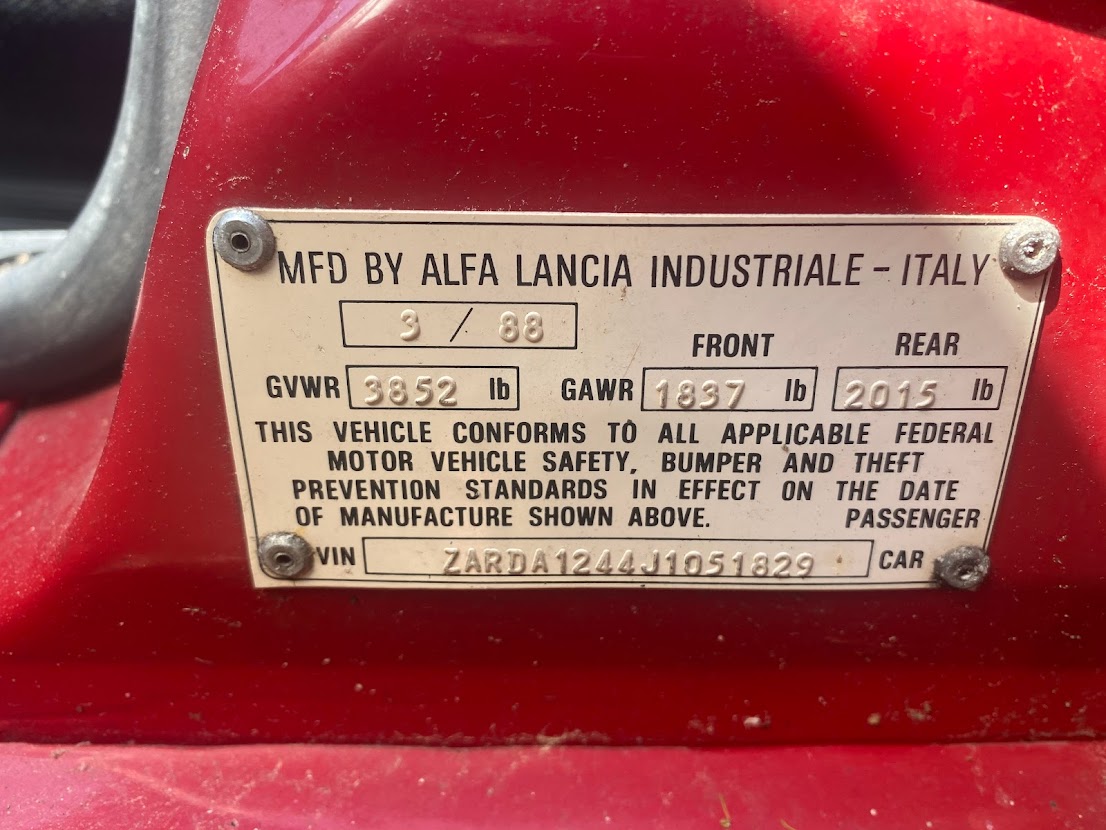 MFD BY ALFA LANCIA INDUSTRIALE - ITALY
3 / 88
FRONT REAR
GVWR 3852 lb GAWR 1837 lb 2015 lb
THIS VEHICLE CONFORMS TO ALL APPLICABLE FEDERAL
MOTOR VEHICLE SAFETY, BUMPER AND THEFT
PREVENTION STANDARDS IN EFFECT ON THE DATE
OF MANUFACTURE SHOWN ABOVE. PASSENGER
VIN ZARDA1244J1051829 CAR